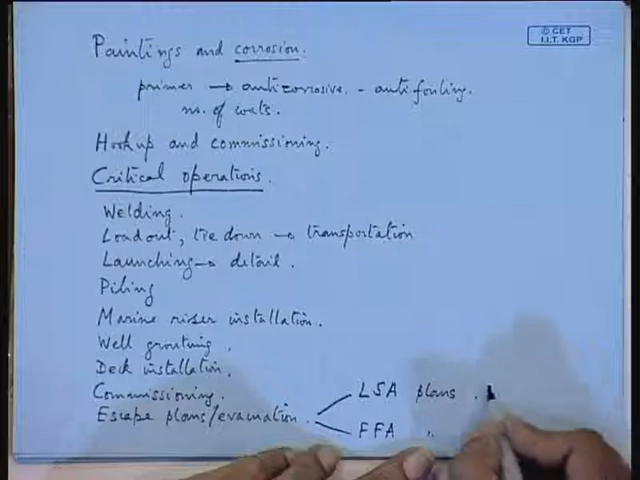 © CET
I.I.T. KGP
Paintings and corrosion.
primer → anticorrosive. - antifouling.
no. of coats.
Hookup and commissioning.
Critical operations.
Welding.
Loadout, tie down → transportation
Launching → detail.
Piling
Marine riser installation.
Well grouting.
Deck installation.
Commissioning.
Escape plans/evacuation. LSA plans.
FFA "